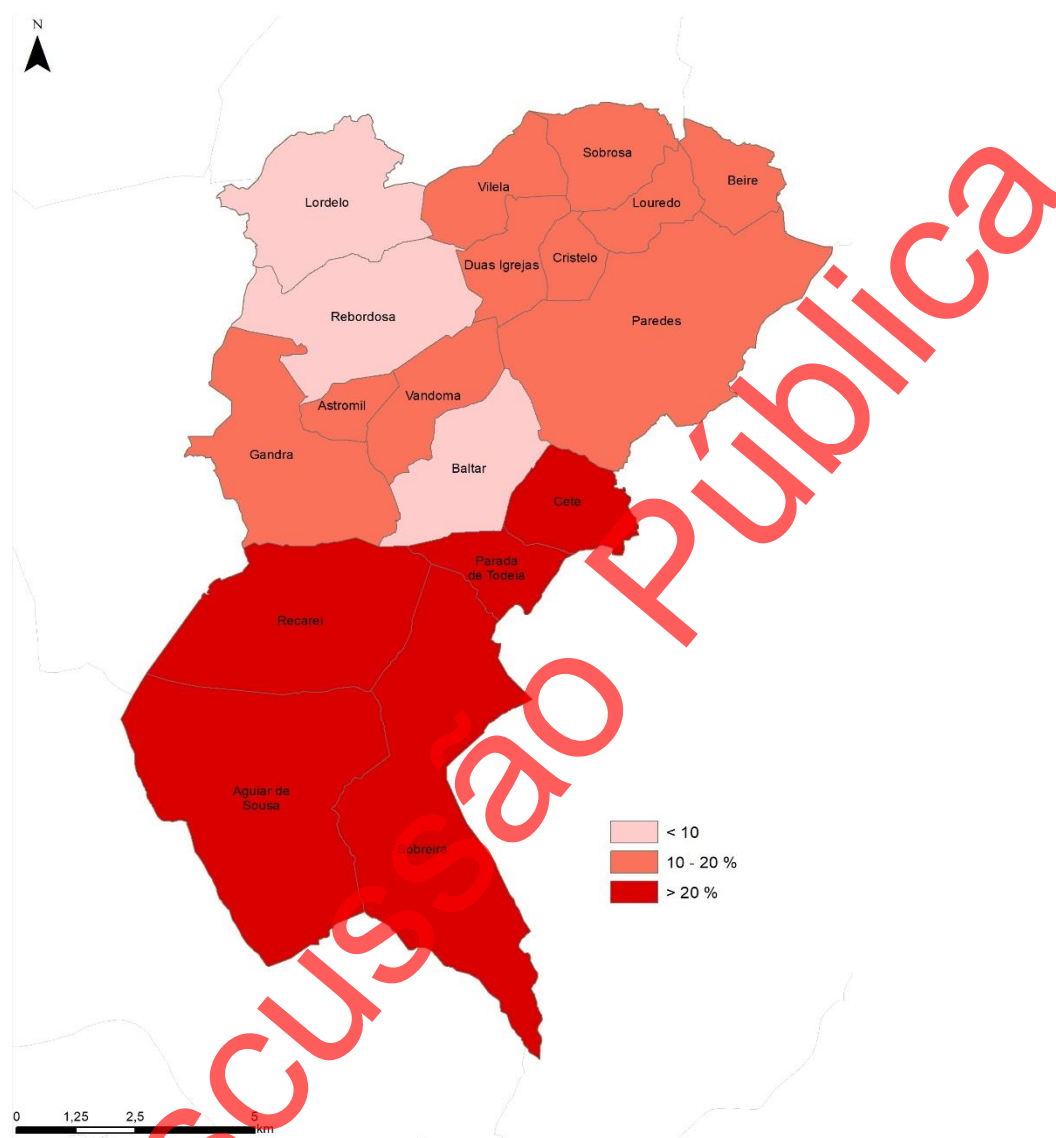 N
Sobrosa
Beire
Vilela
Lordelo
Louredo
Duas Igrejas
Cristelo
Rebordosa
Paredes
Vandoma
Astromil
Gandra
Baltar
Cete
Parada
de Todeia
Recarei
Aguiar de
Sousa
Sobreira
< 10
10 - 20 %
> 20 %
0 1,25 2,5 5
km
scussão Pública